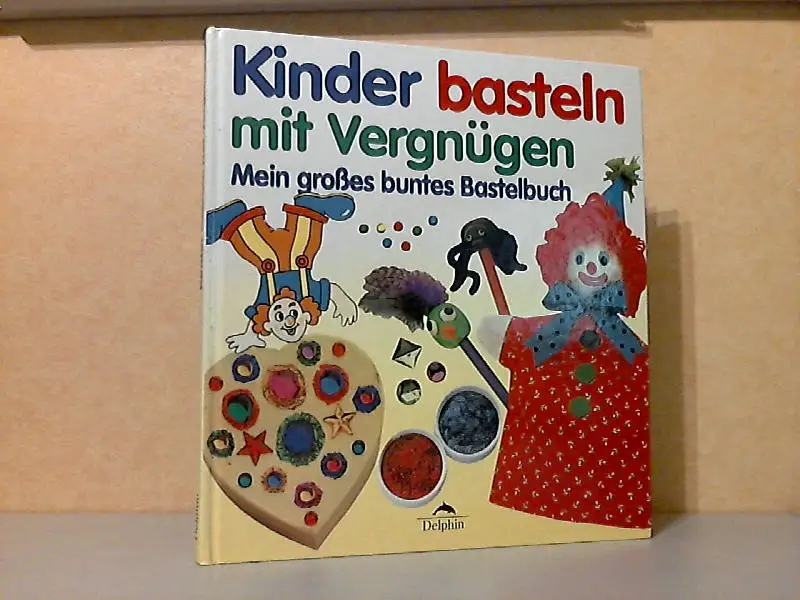 Kinder basteln
mit Vergnügen
Mein großes buntes Bastelbuch
Delphin